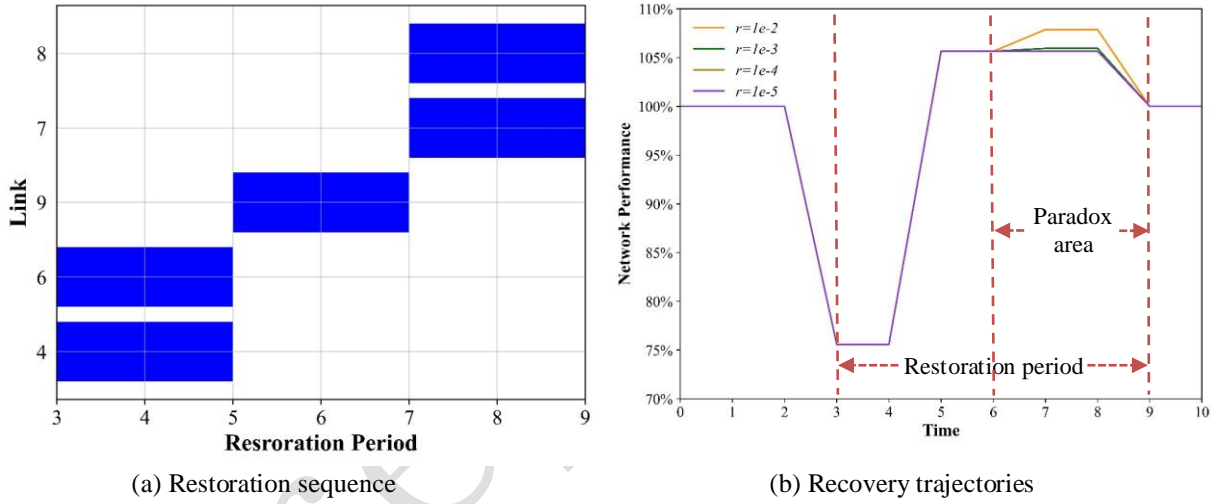 8
7
9
6
4
Link
3 4 5 6 7 8 9
Resroration Period
(a) Restoration sequence
r=1e-2
r=1e-3
r=1e-4
r=1e-5
110%
105%
100%
95%
90%
85%
80%
75%
70%
Network Performance
Paradox
area
Restoration period
0 1 2 3 4 5 6 7 8 9 10
Time
(b) Recovery trajectories